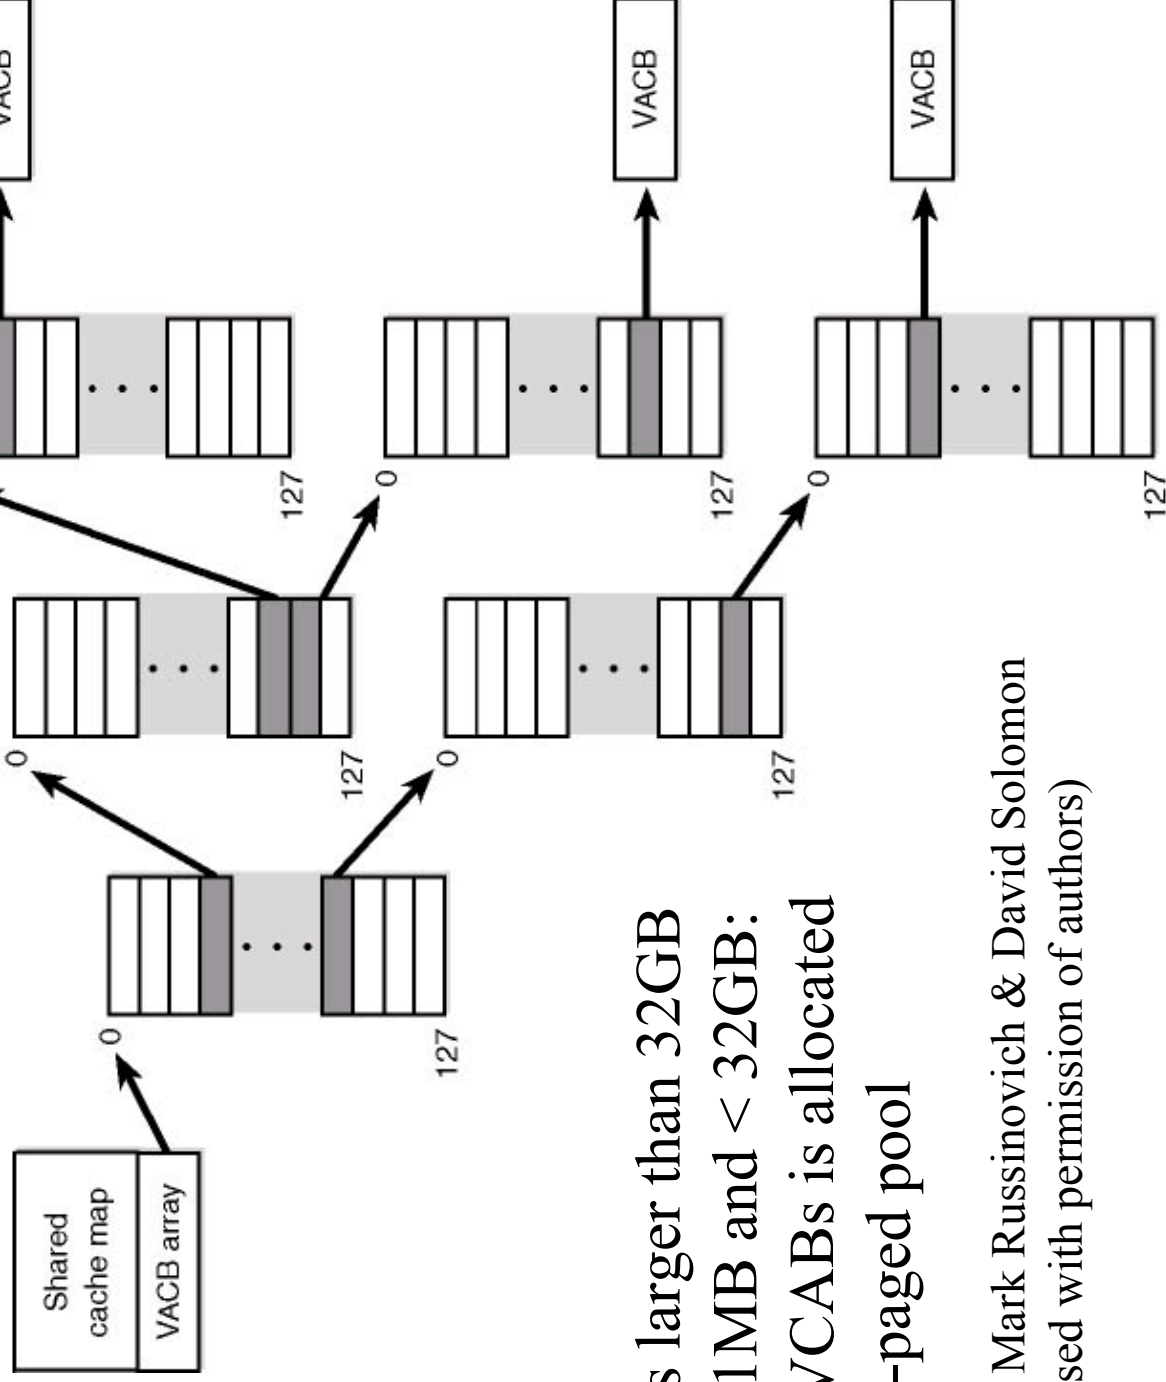 VACB
0
Shared
cache map
0
VACB array
127
127
0
127
0
VACB
s larger than 32GB
127
1MB and < 32GB:
127
VCABs is allocated
0
-paged pool
VACB
Mark Russinovich & David Solomon
sed with permission of authors)
127